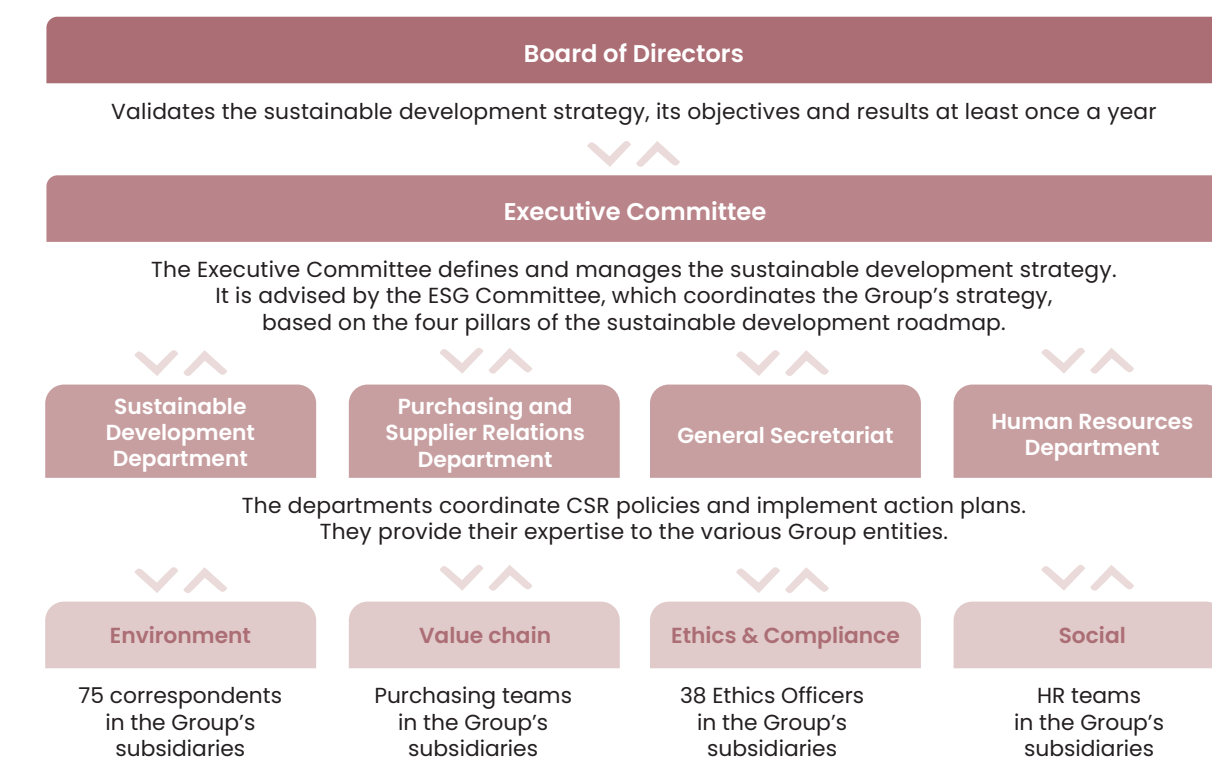 Board of Directors
Validates the sustainable development strategy, its objectives and results at least once a year
Executive Committee
The Executive Committee defines and manages the sustainable development strategy.
It is advised by the ESG Committee, which coordinates the Group’s strategy,
based on the four pillars of the sustainable development roadmap.
Sustainable
Development
Department
Purchasing and
Supplier Relations
Department
General Secretariat
Human Resources
Department
The departments coordinate CSR policies and implement action plans.
They provide their expertise to the various Group entities.
Environment
75 correspondents
in the Group’s
subsidiaries
Value chain
Purchasing teams
in the Group’s
subsidiaries
Ethics & Compliance
38 Ethics Officers
in the Group’s
subsidiaries
Social
HR teams
in the Group’s
subsidiaries